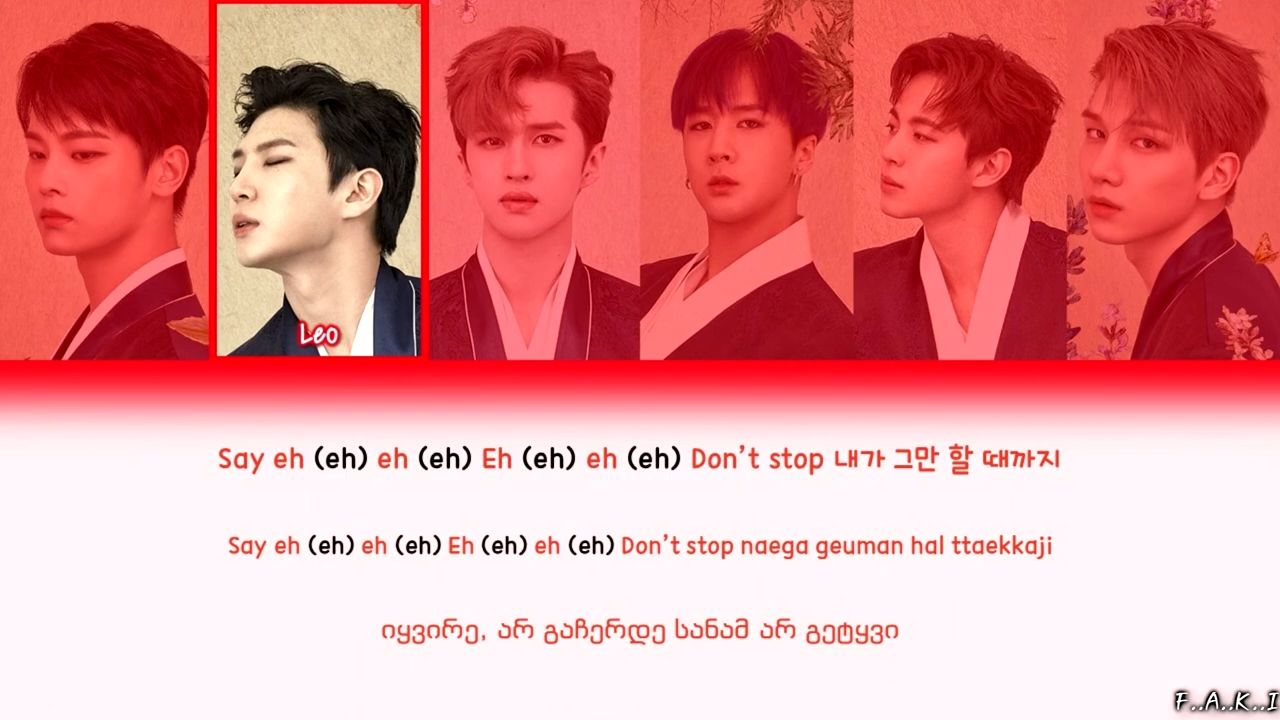 Leo
Say eh (eh) eh (eh) Eh (eh) eh (eh) Don't stop 내가 그만 할 때까지
Say eh (eh) eh (eh) Eh (eh) eh (eh) Don't stop naega geuman hal ttaekkaji
იყვირე, არ გაჩერდე სანამ არ გეტყვი
F..A..K..I